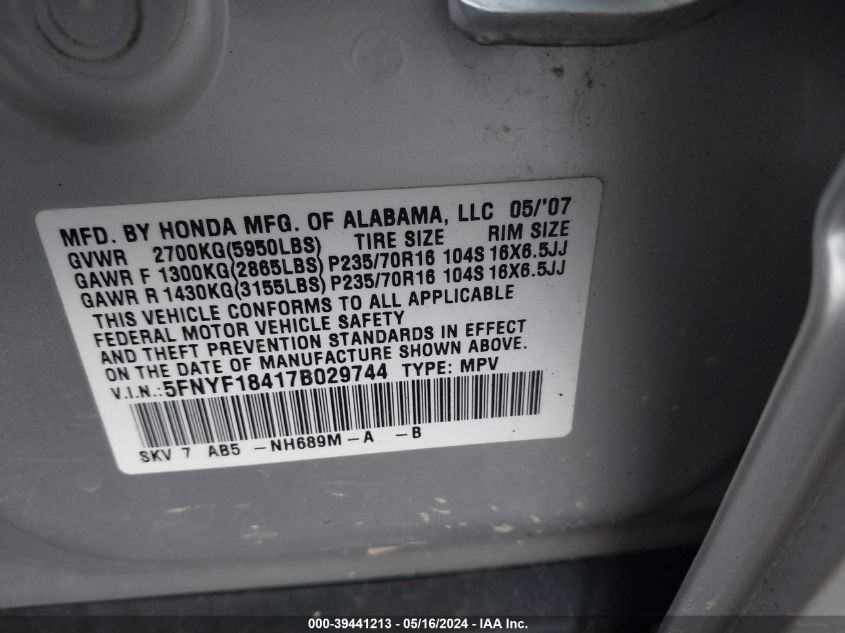 MFD. BY HONDA MFG. OF ALABAMA, LLC 05/'07
GVWR 2700KG(5950LBS) TIRE SIZE RIM SIZE
GAWR F 1300KG(2865LBS) P235/70R16 104S 16X6.5JJ
GAWR R 1430KG(3155LBS) P235/70R16 104S 16X6.5JJ
THIS VEHICLE CONFORMS TO ALL APPLICABLE
FEDERAL MOTOR VEHICLE SAFETY
AND THEFT PREVENTION STANDARDS IN EFFECT
ON THE DATE OF MANUFACTURE SHOWN ABOVE.
V.I.N.:5FNYF18417B029744 TYPE: MPV
SKV 7 AB5 -NH689M-A -B
000-39441213 - 05/16/2024 - IAA Inc.